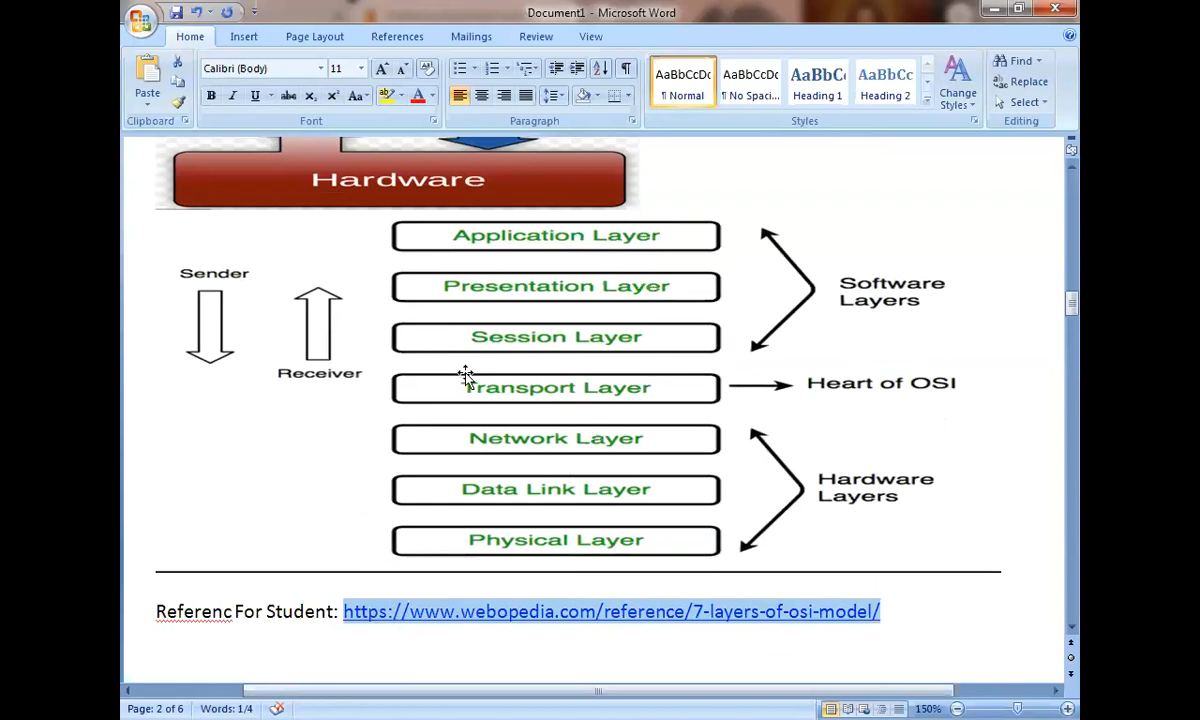 Document1 - Microsoft Word
Home Insert Page Layout References Mailings Review View
Paste
Clipboard
Calibri (Body) 11
B I U abc x₂ x² Aa
Font
Paragraph
AaBbCcDc AaBbCcDc AaBbCc AaBbCc
¶ Normal ¶ No Spaci... Heading 1 Heading 2
Change Styles
Styles
Find
Replace
Select
Editing
Hardware
Application Layer
Sender
Presentation Layer
Software
Layers
Session Layer
Receiver
Transport Layer
Heart of OSI
Network Layer
Data Link Layer
Hardware
Layers
Physical Layer
Referenc For Student: https://www.webopedia.com/reference/7-layers-of-osi-model/
Page: 2 of 6 Words: 1/4 150%